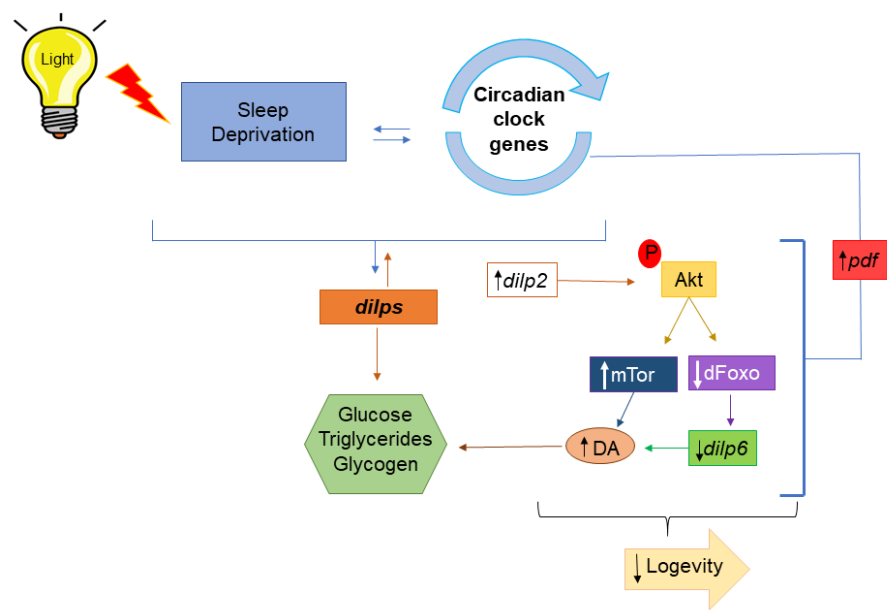 Light
Sleep
Deprivation
Circadian
clock
genes
↑pdf
dilps
↑dilp2
P
Akt
↑mTor
↓dFoxo
Glucose
Triglycerides
Glycogen
↑DA
↓dilp6
↓Logevity